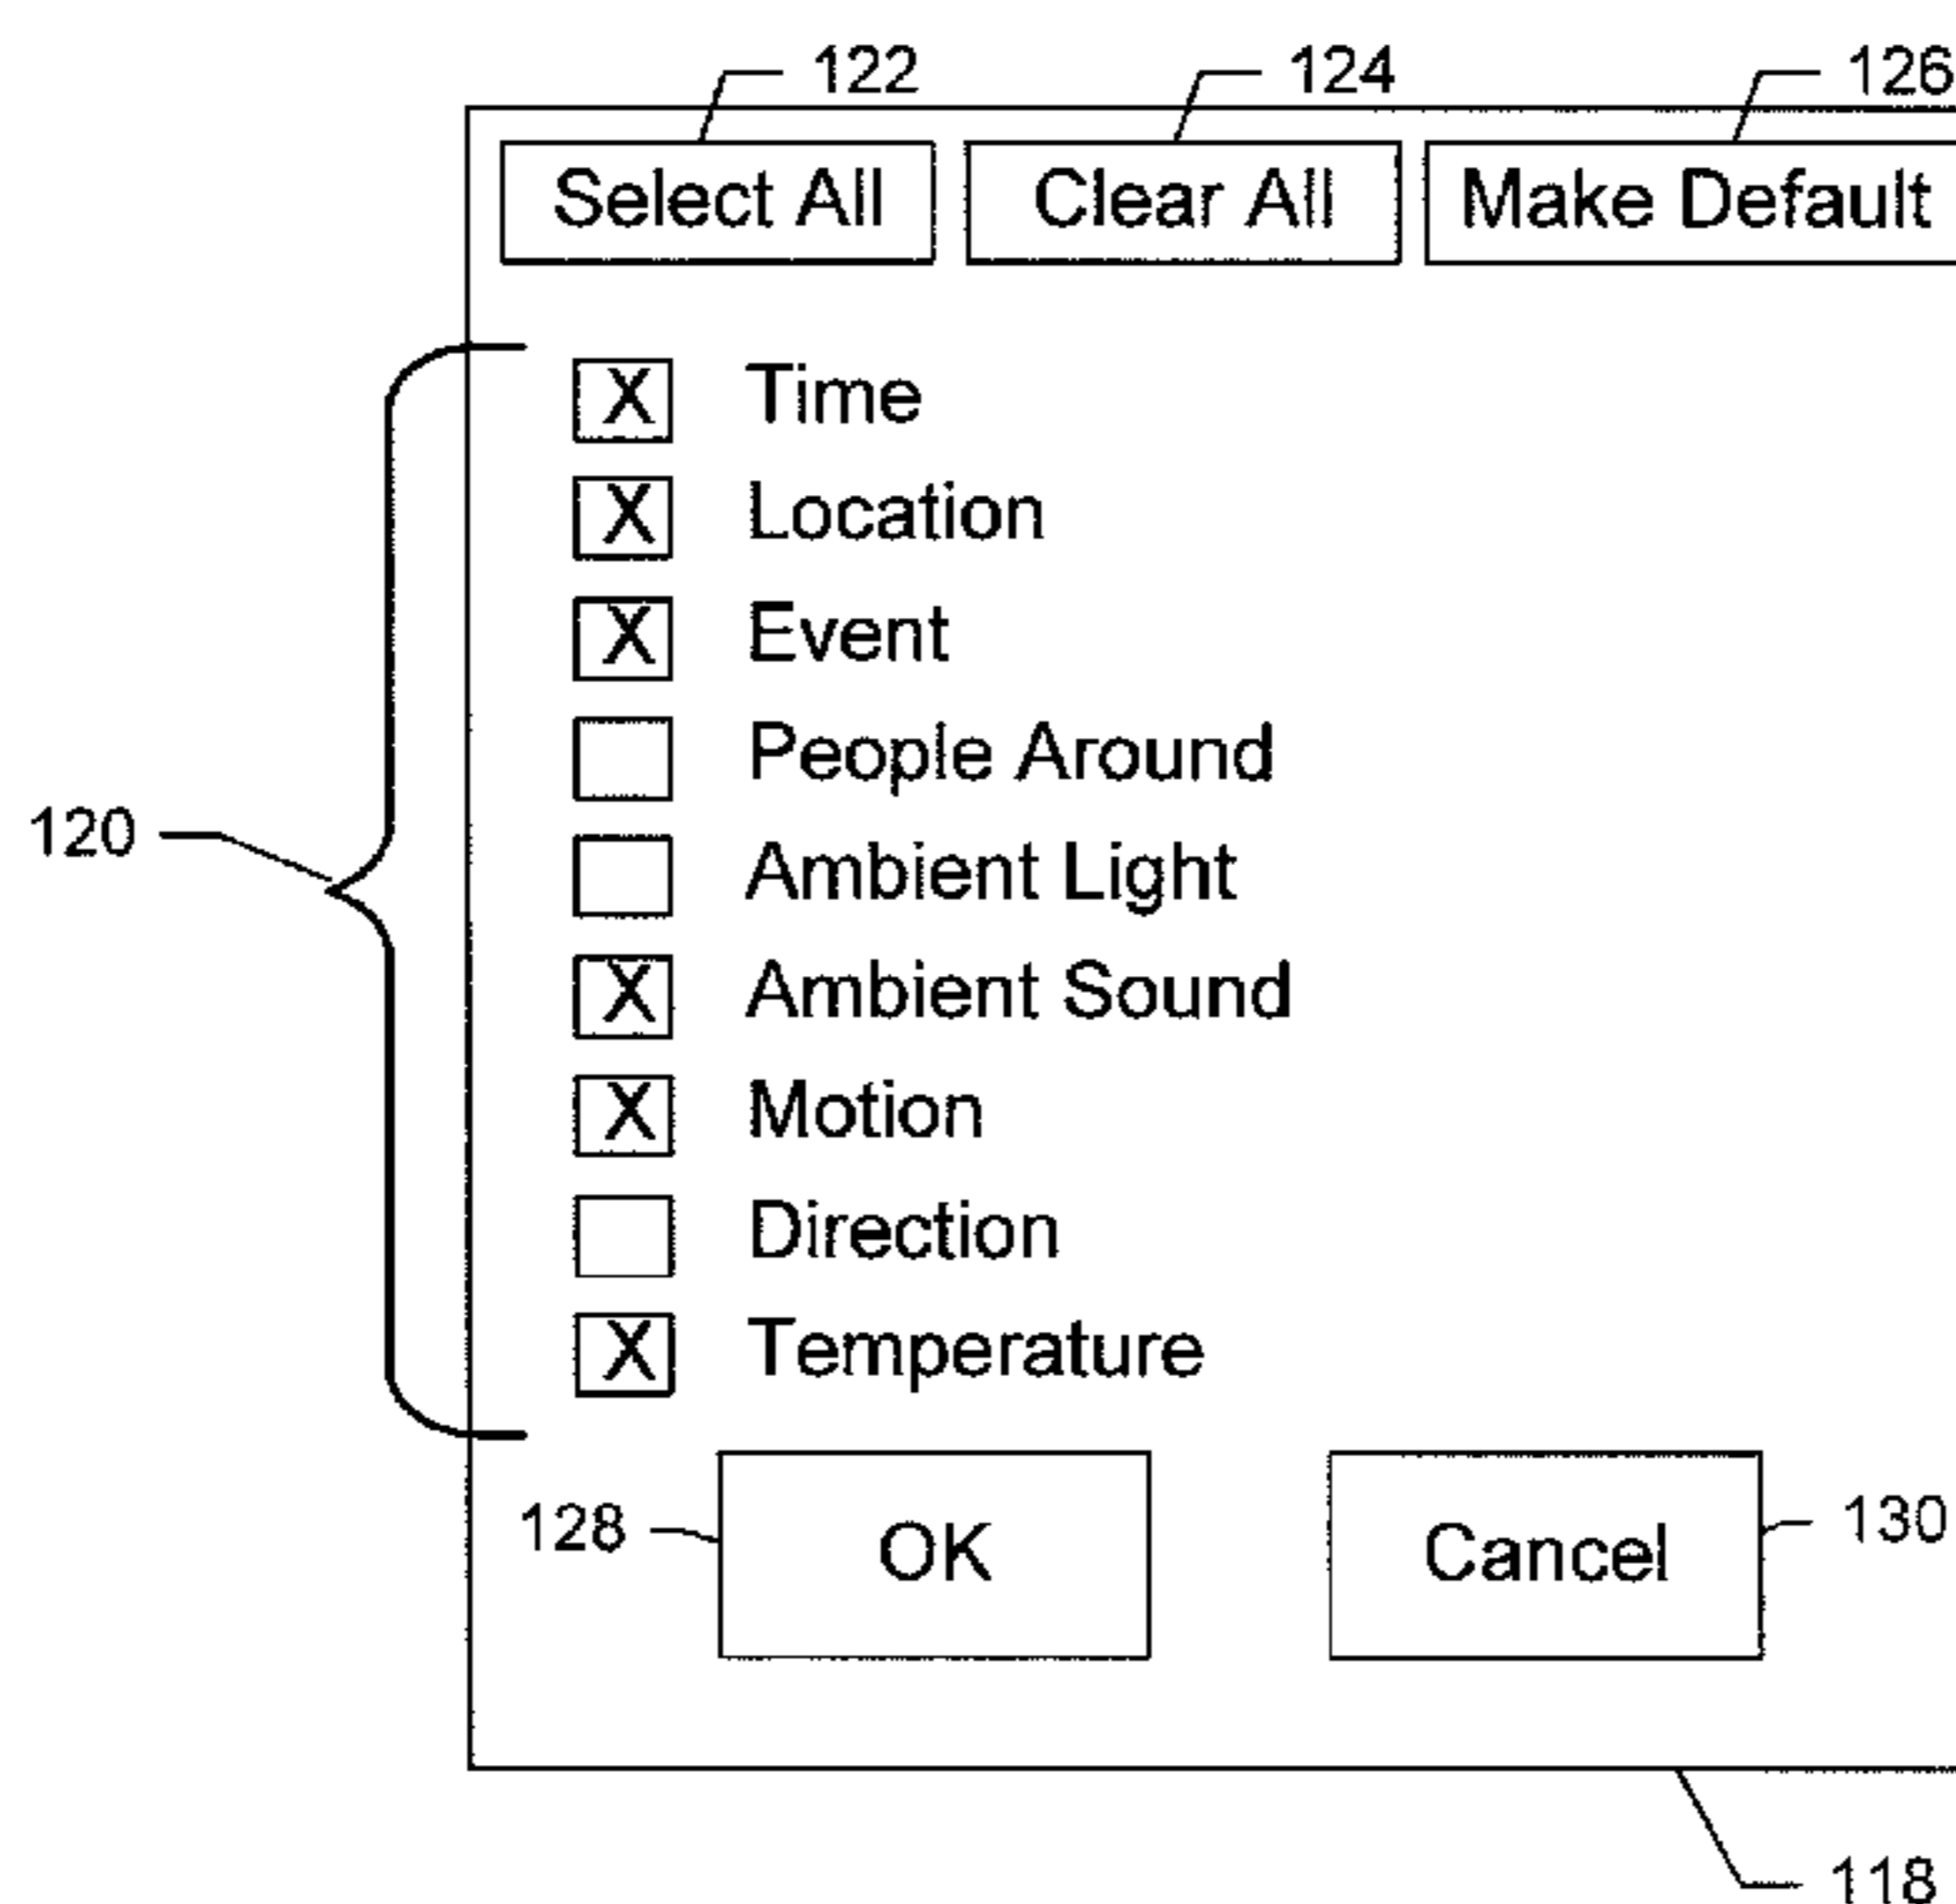 122 124 126
Select All Clear All Make Default
X Time
X Location
X Event
People Around
120
Ambient Light
X Ambient Sound
X Motion
Direction
X Temperature
128 OK Cancel 130
118